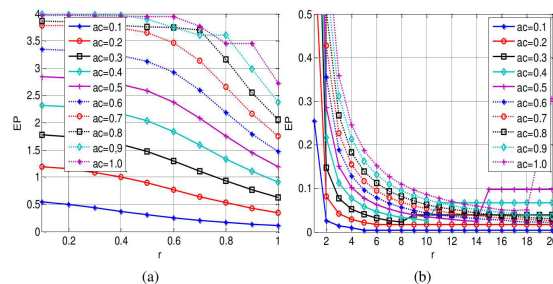 4
3.5
3
2.5
2
1.5
1
0.5
0
EP
ac=0.1
ac=0.2
ac=0.3
ac=0.4
ac=0.5
ac=0.6
ac=0.7
ac=0.8
ac=0.9
ac=1.0
0.2 0.4 0.6 0.8 1
r
(a)
0.5
0.4
0.3
0.2
0.1
0
EP
ac=0.1
ac=0.2
ac=0.3
ac=0.4
ac=0.5
ac=0.6
ac=0.7
ac=0.8
ac=0.9
ac=1.0
2 4 6 8 10 12 14 16 18 20
r
(b)